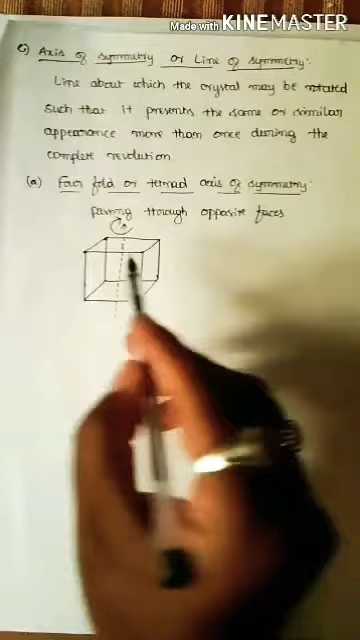 Made with KINEMASTER
c) Axis of symmetry or Line of symmetry:
Line about which the crystal may be rotated
such that it presents the same or similar
appearance more than once during the
complete revolution
(a) Four fold or tetrad axis of symmetry:
passing through opposite faces